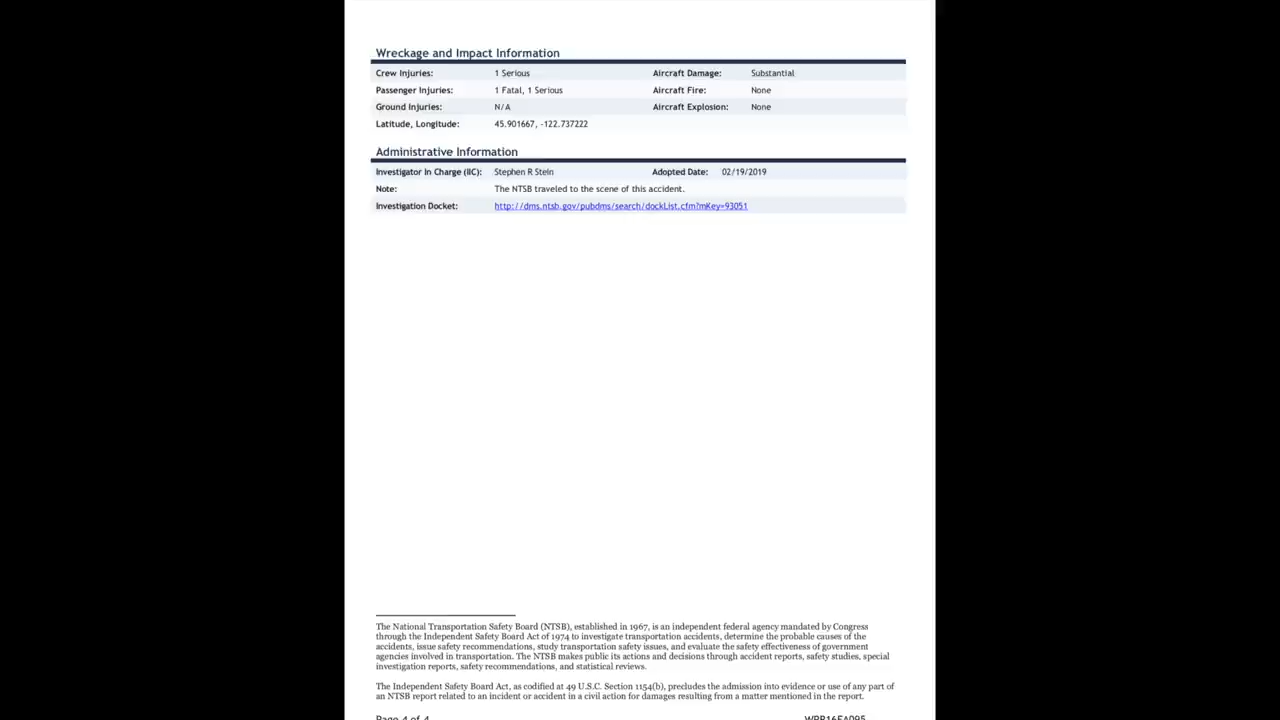 Wreckage and Impact Information
Crew Injuries: 1 Serious Aircraft Damage: Substantial
Passenger Injuries: 1 Fatal, 1 Serious Aircraft Fire: None
Ground Injuries: N/A Aircraft Explosion: None
Latitude, Longitude: 45.901667, -122.737222
Administrative Information
Investigator In Charge (IIC): Stephen R Stein Adopted Date: 02/19/2019
Note: The NTSB traveled to the scene of this accident.
Investigation Docket: http://dms.ntsb.gov/pubdms/search/dockList.cfm?mKey=93051
The National Transportation Safety Board (NTSB), established in 1967, is an independent federal agency mandated by Congress
through the Independent Safety Board Act of 1974 to investigate transportation accidents, determine the probable causes of the
accidents, issue safety recommendations, study transportation safety issues, and evaluate the safety effectiveness of government
agencies involved in transportation. The NTSB makes public its actions and decisions through accident reports, safety studies, special
investigation reports, safety recommendations, and statistical reviews.
The Independent Safety Board Act, as codified at 49 U.S.C. Section 1154(b), precludes the admission into evidence or use of any part of
an NTSB report related to an incident or accident in a civil action for damages resulting from a matter mentioned in the report.
Page 4 of 4 WPR16FA095